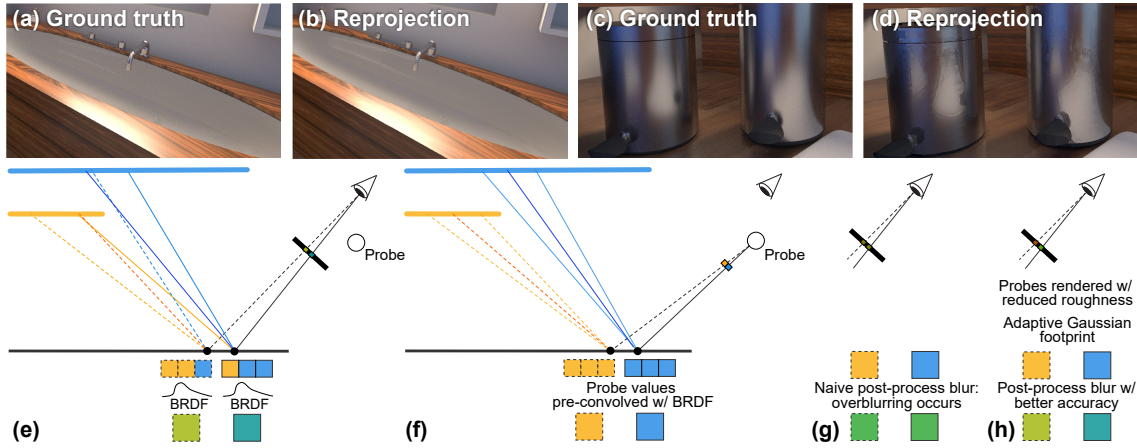 (a) Ground truth
(b) Reprojection
(c) Ground truth
(d) Reprojection
Probe
BRDF
BRDF
(e)
Probe
Probe values
pre-convolved w/ BRDF
(f)
Naive post-process blur:
overblurring occurs
(g)
Probes rendered w/
reduced roughness
Adaptive Gaussian
footprint
Post-process blur w/
better accuracy
(h)